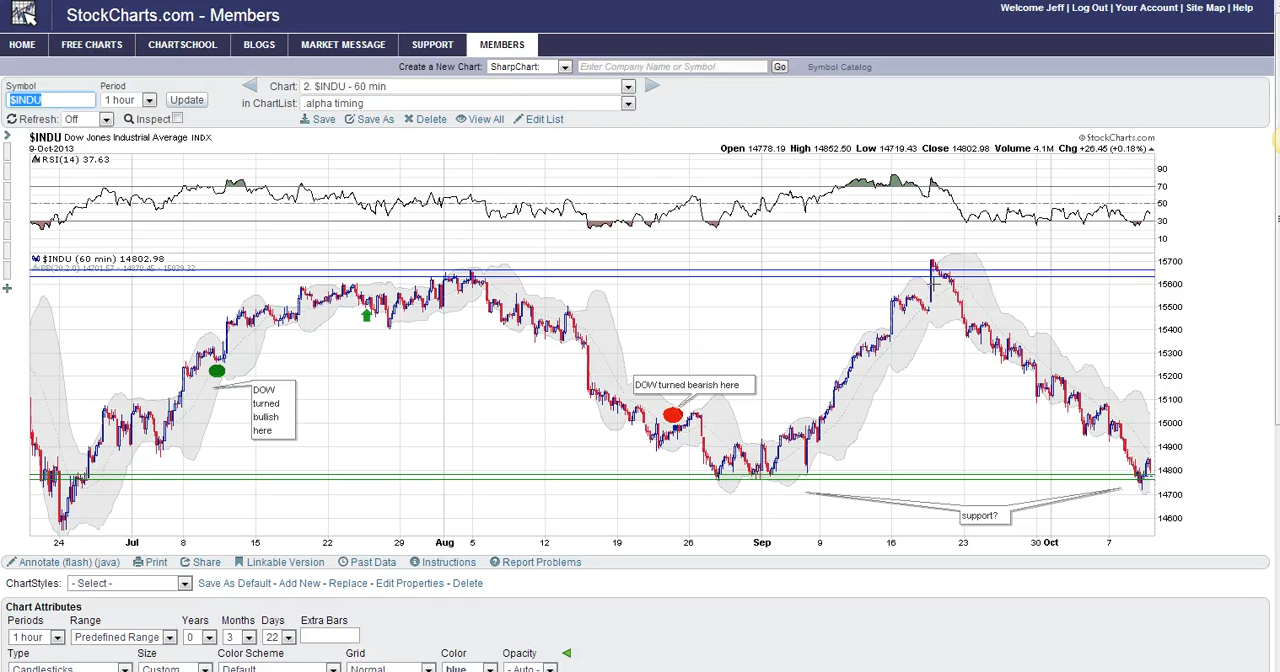 StockCharts.com - Members
Welcome Jeff | Log Out | Your Account | Site Map | Help
HOME FREE CHARTS CHARTSCHOOL BLOGS MARKET MESSAGE SUPPORT MEMBERS
Create a New Chart: SharpChart: Enter Company Name or Symbol Go Symbol Catalog
Symbol Period Chart: 2. $INDU - 60 min
$INDU 1 hour Update in ChartList: .alpha timing
Refresh: Off Inspect Save Save As Delete View All Edit List
$INDU Dow Jones Industrial Average INDX © StockCharts.com
9-Oct-2013 Open 14778.19 High 14852.50 Low 14719.43 Close 14802.98 Volume 4.1M Chg +26.45 (+0.18%)
RSI(14) 37.63
90
70
50
30
10
$INDU (60 min) 14802.98
BB(20,2.0) 14701.57 - 14870.45 - 15039.32
15700
15600
15500
15400
15300
15200
15100
15000
14900
14800
14700
14600
DOW
turned
bullish
here
DOW turned bearish here
support?
24 Jul 8 15 22 29 Aug 5 12 19 26 Sep 9 16 23 30 Oct 7
Annotate (flash) (java) Print Share Linkable Version Past Data Instructions Report Problems
ChartStyles: - Select - Save As Default - Add New - Replace - Edit Properties - Delete
Chart Attributes
Periods Range Years Months Days Extra Bars
1 hour Predefined Range 0 3 22
Type Size Color Scheme Grid Color Opacity
Candlesticks Custom Default Normal blue - Auto -